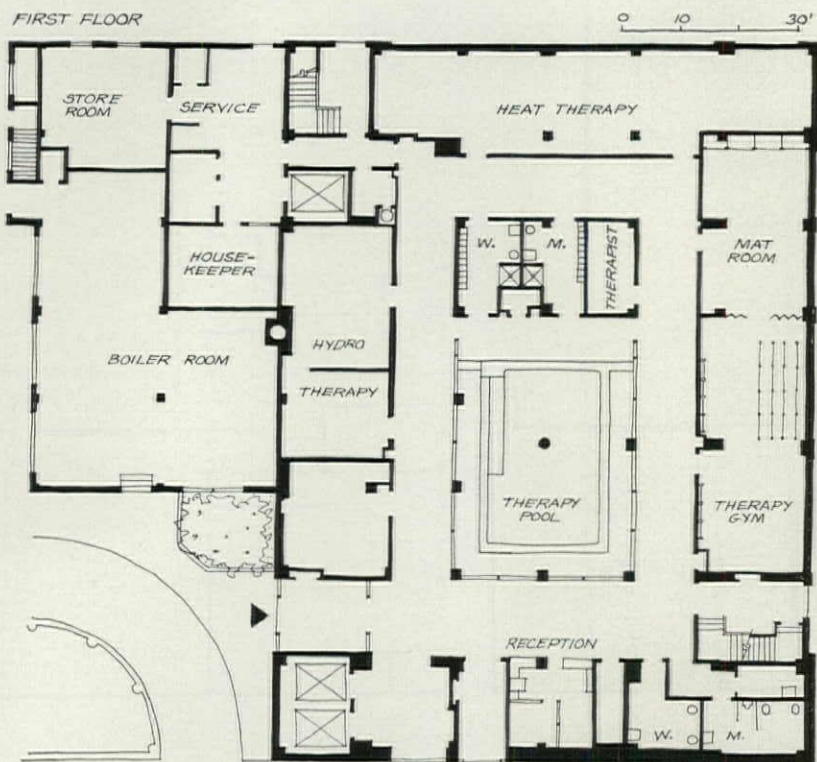 FIRST FLOOR
0 10 30'
STORE
ROOM
SERVICE
HEAT THERAPY
W.
M.
THERAPIST
MAT
ROOM
HOUSE-
KEEPER
HYDRO
THERAPY
BOILER ROOM
THERAPY
POOL
THERAPY
GYM
RECEPTION
W.
M.